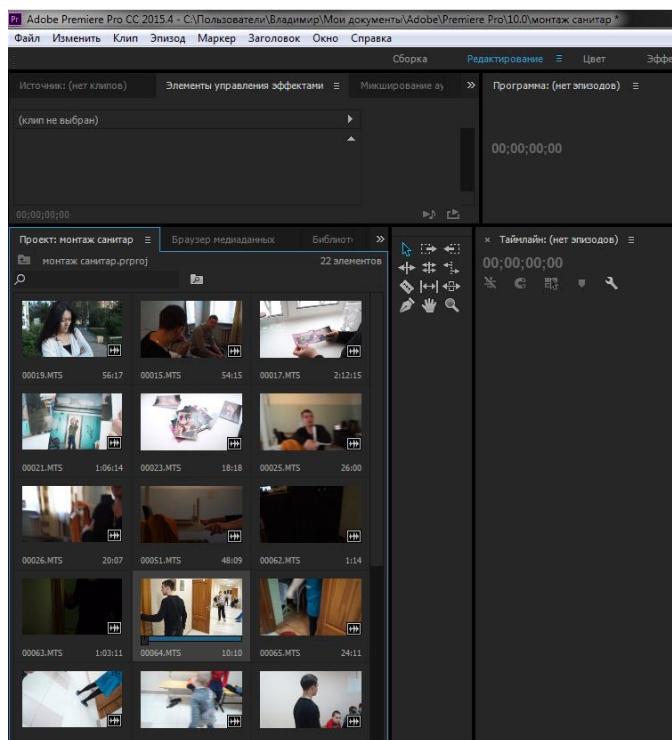 Pr Adobe Premiere Pro CC 2015.4 - C:\Пользователи\Владимир\Мои документы\Adobe\Premiere Pro\10.0\монтаж санитар *
Файл Изменить Клип Эпизод Маркер Заголовок Окно Справка
Сборка Редактирование Цвет Эффе
Источник: (нет клипов) Элементы управления эффектами Микширование ау Программа: (нет эпизодов)
(клип не выбран)
00;00;00;00
00;00;00;00
Проект: монтаж санитар Браузер медиаданных Библиот × Таймлайн: (нет эпизодов)
монтаж санитар.prproj 22 элементов 00;00;00;00
00019.MTS 56:17 00015.MTS 54:15 00017.MTS 2:12:15
00021.MTS 1:06:14 00023.MTS 18:18 00025.MTS 26:00
00026.MTS 20:07 00051.MTS 48:09 00062.MTS 1:14
00063.MTS 1:03:11 00064.MTS 10:10 00065.MTS 24:11